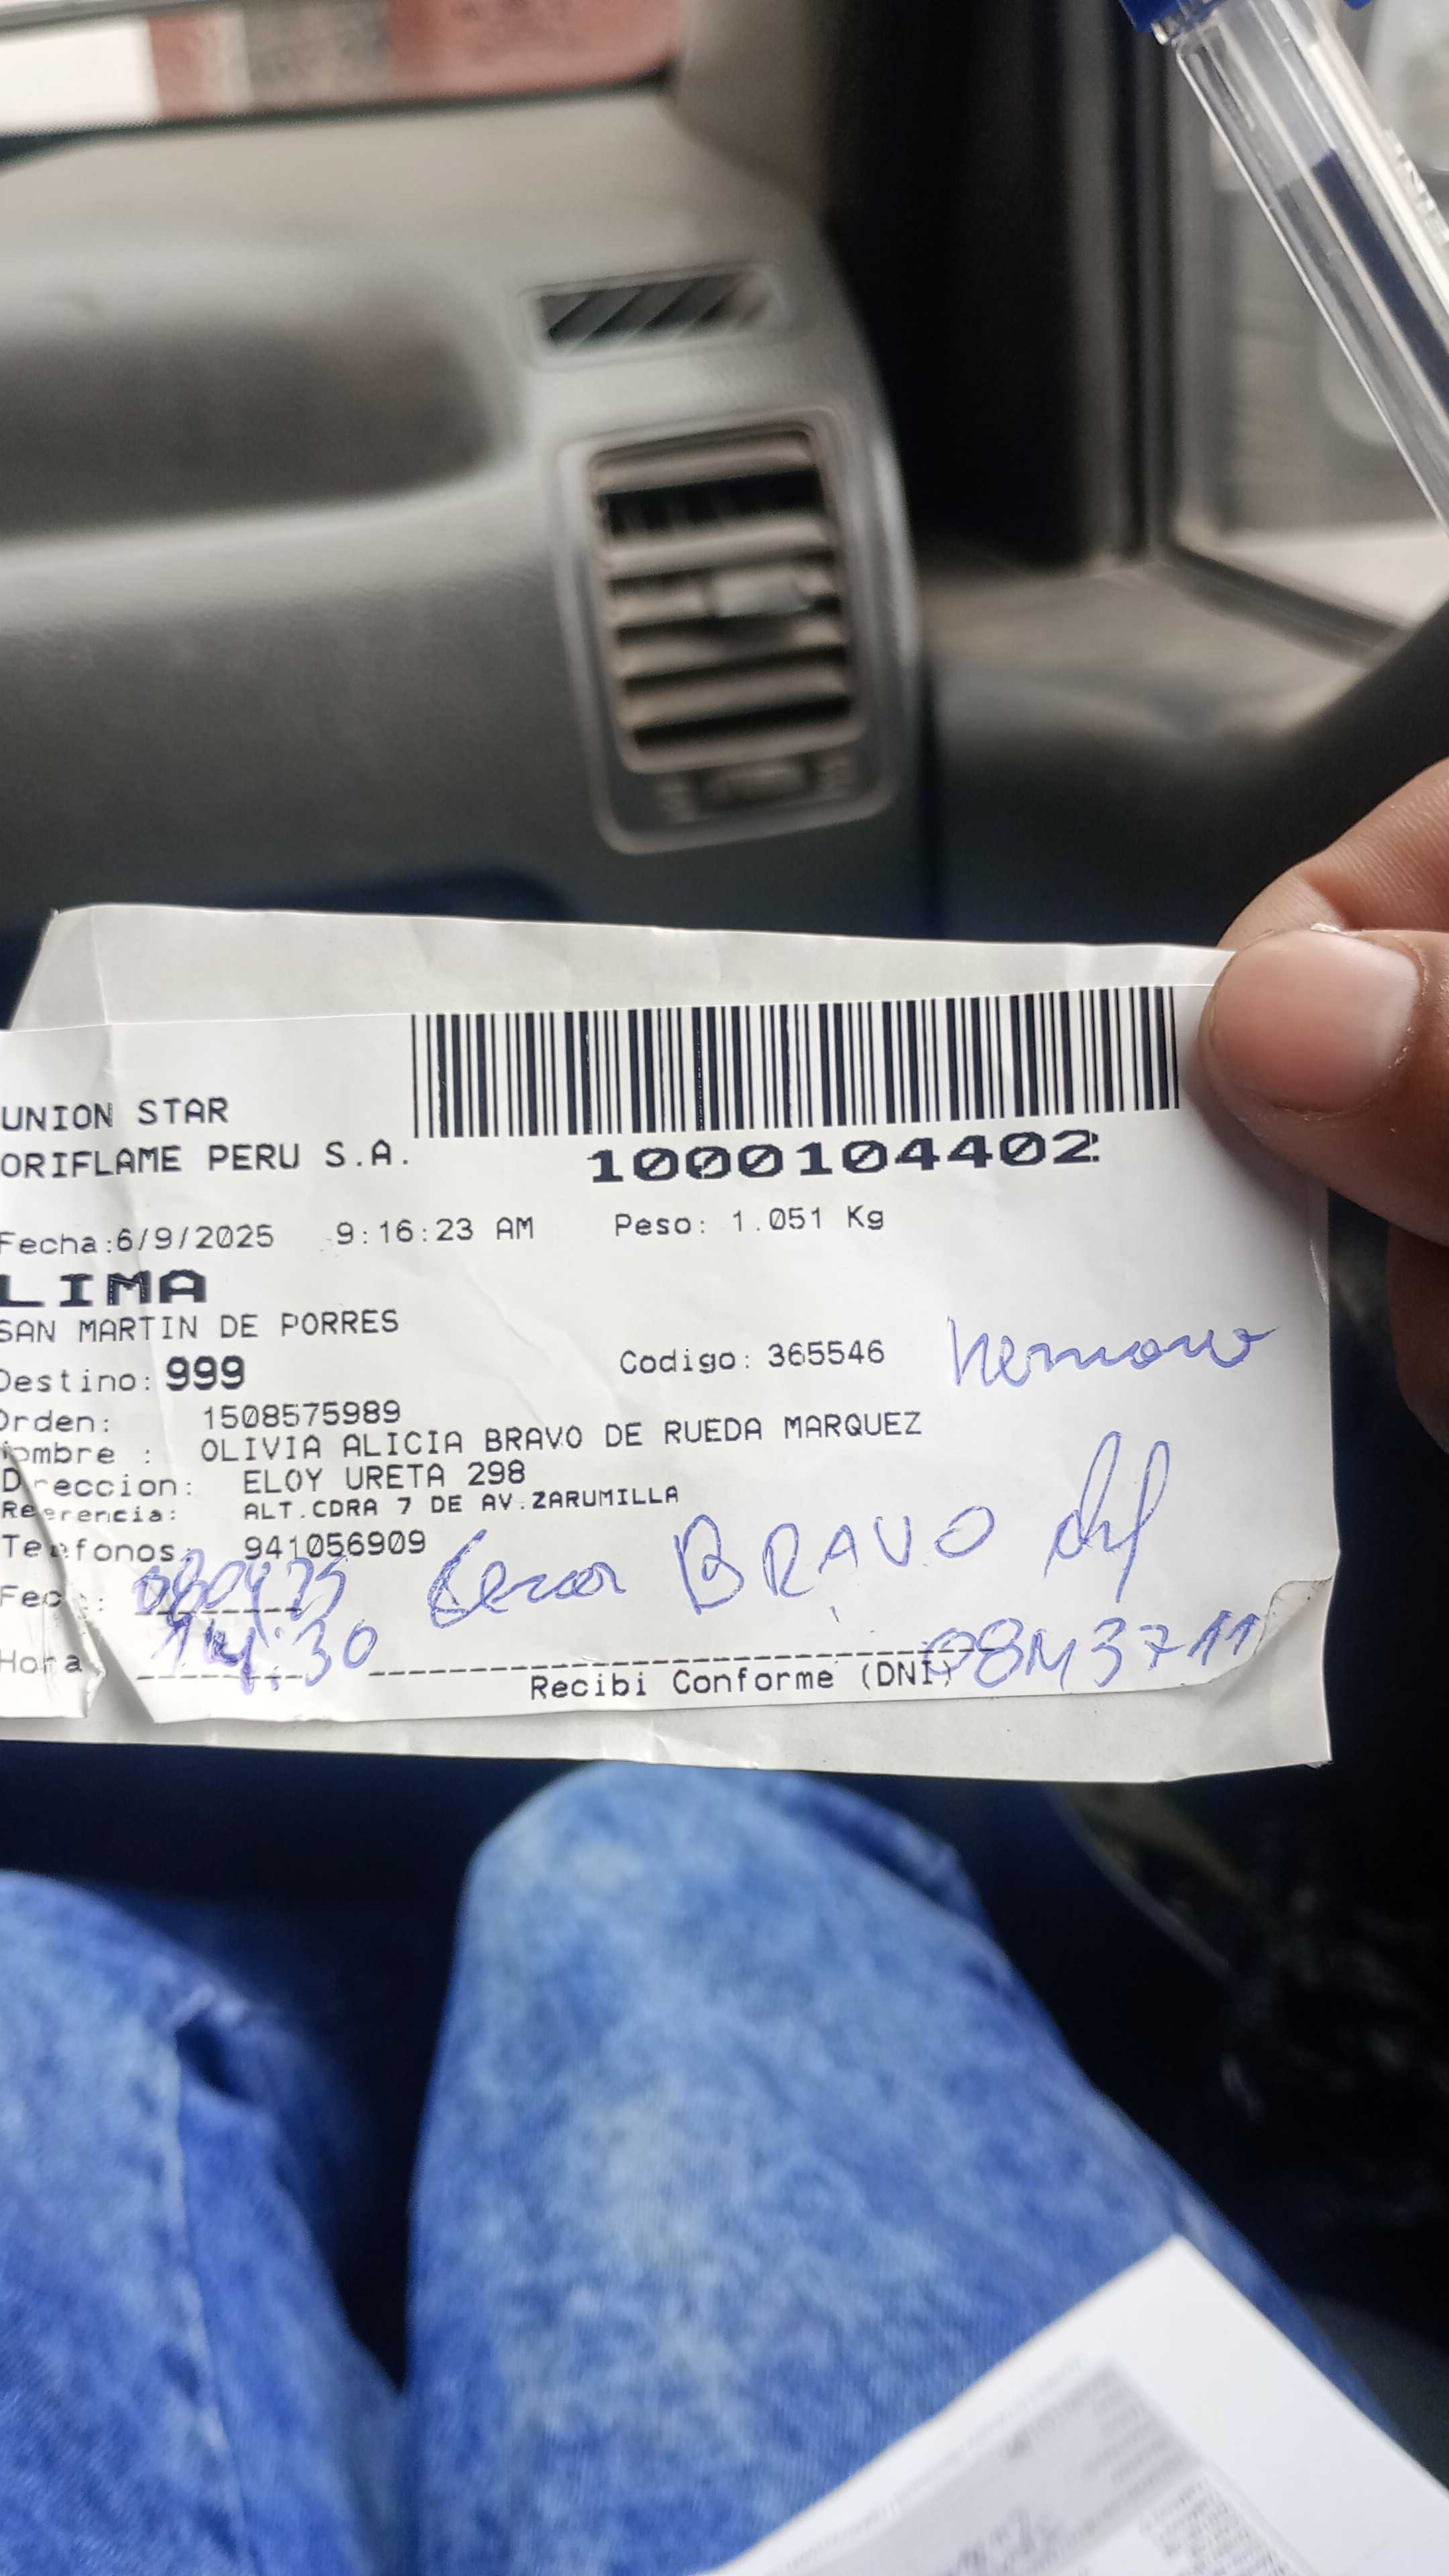 UNION STAR
ORIFLAME PERU S.A.
1000104402
Fecha:6/9/2025 9:16:23 AM Peso: 1.051 Kg
LIMA
SAN MARTIN DE PORRES
Destino: 999 Codigo: 365546 Hermano
Orden: 1508575989
Nombre : OLIVIA ALICIA BRAVO DE RUEDA MARQUEZ
Direccion: ELOY URETA 298
Referencia: ALT.CDRA 7 DE AV.ZARUMILLA
Telefonos: 941056909
BRAVO
Hora 14:30
Recibi Conforme (DNI)